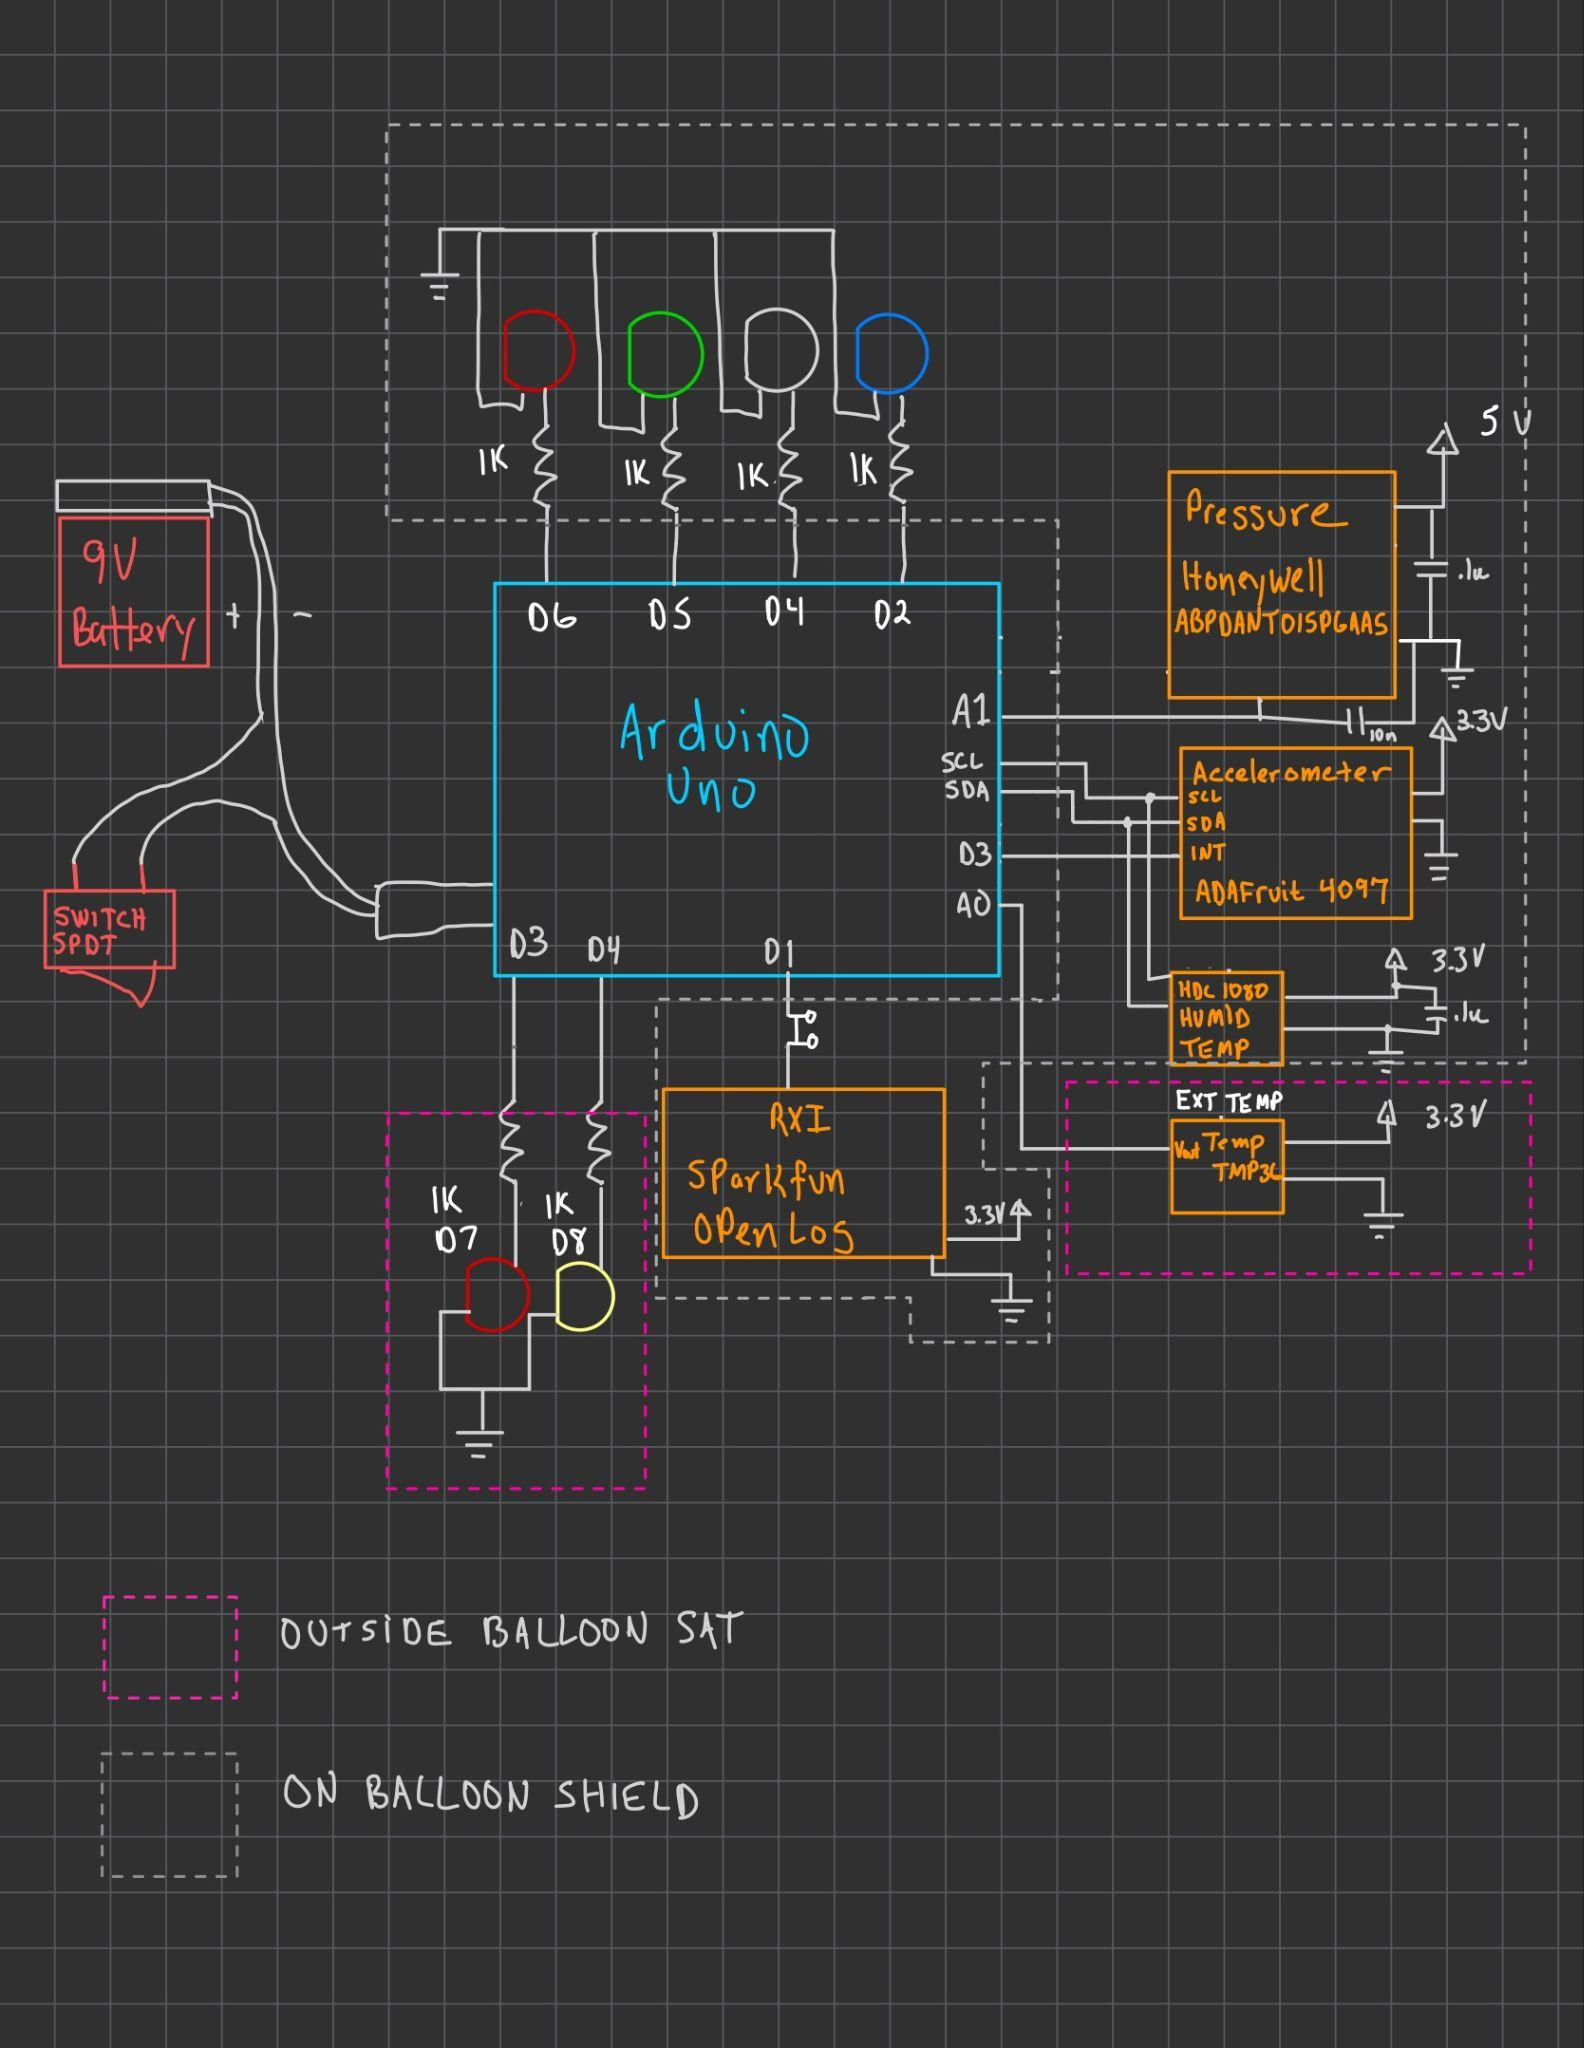 5 V
1K
1K
1K
1K
9V
Battery
+
-
Pressure
Honeywell
ABPDANT015PGAA5
.1u
D6
D5
D4
D2
Arduino
Uno
A1
SCL
SDA
D3
A0
D3
D4
D1
10n
3.3V
Accelerometer
SCL
SDA
INT
ADAFruit 4097
SWITCH
SPDT
3.3V
HDC 1080
HUMID
TEMP
.1u
EXT TEMP
3.3V
Vout Temp
TMP36
RXI
Sparkfun
OpenLog
3.3V
1K
D7
1K
D8
OUTSIDE BALLOON SAT
ON BALLOON SHIELD